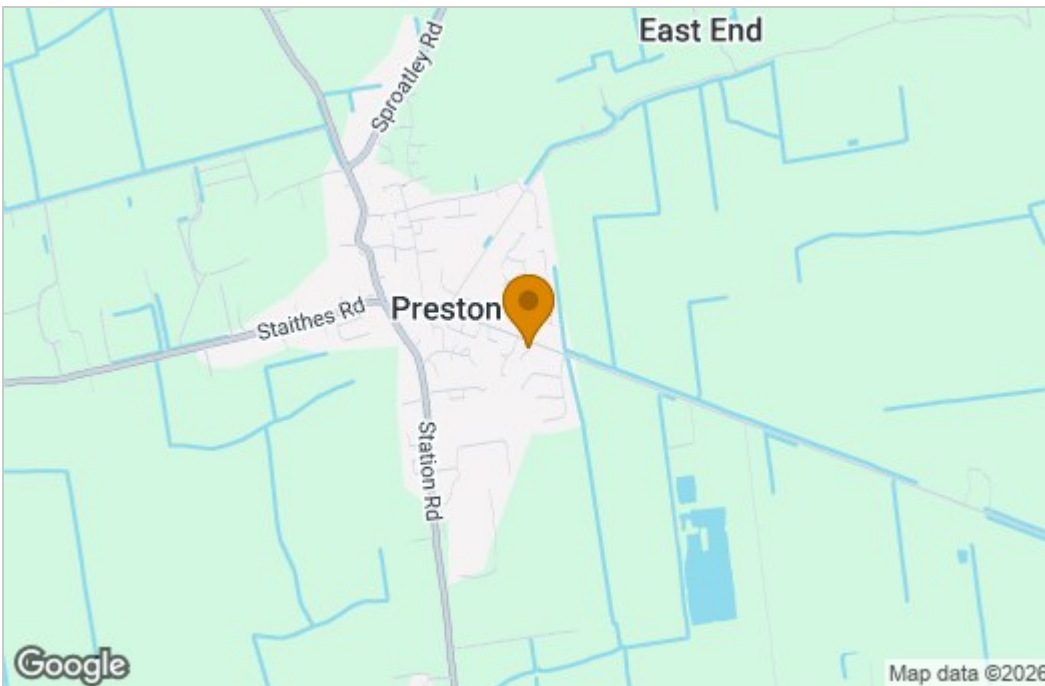 East End
Sproatley Rd
Preston
Staithes Rd
Station Rd
Google
Map data ©2026